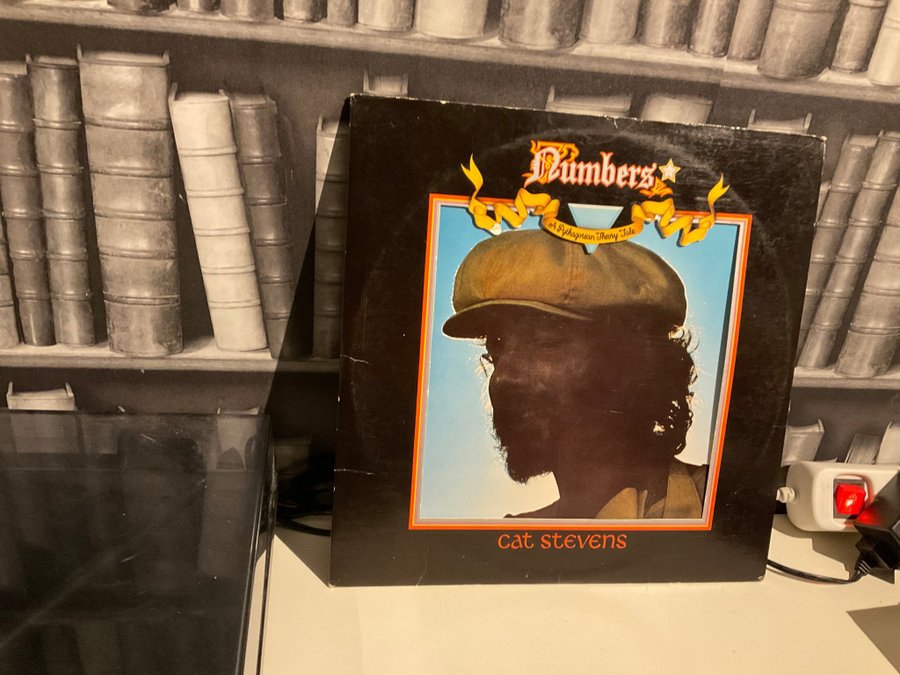 Numbers
A Pythagorean "Theory" Tale
cat stevens